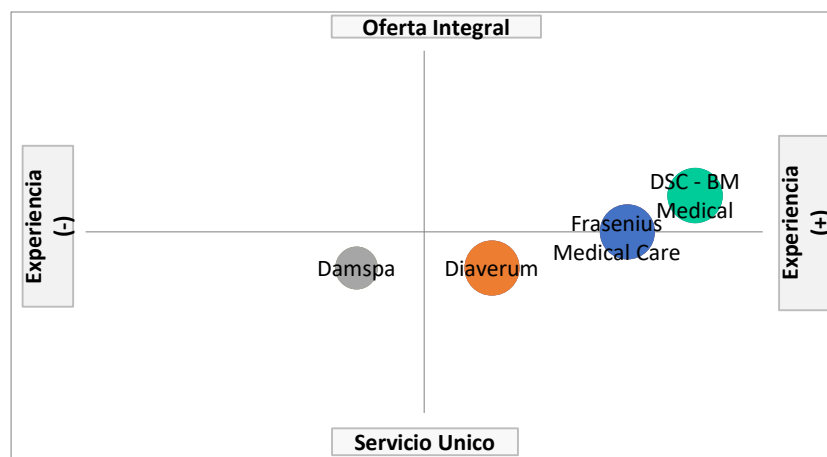 Oferta Integral
Experiencia
(-)
Experiencia
(+)
DSC - BM
Medical
Frasenius
Medical Care
Damspa
Diaverum
Servicio Unico